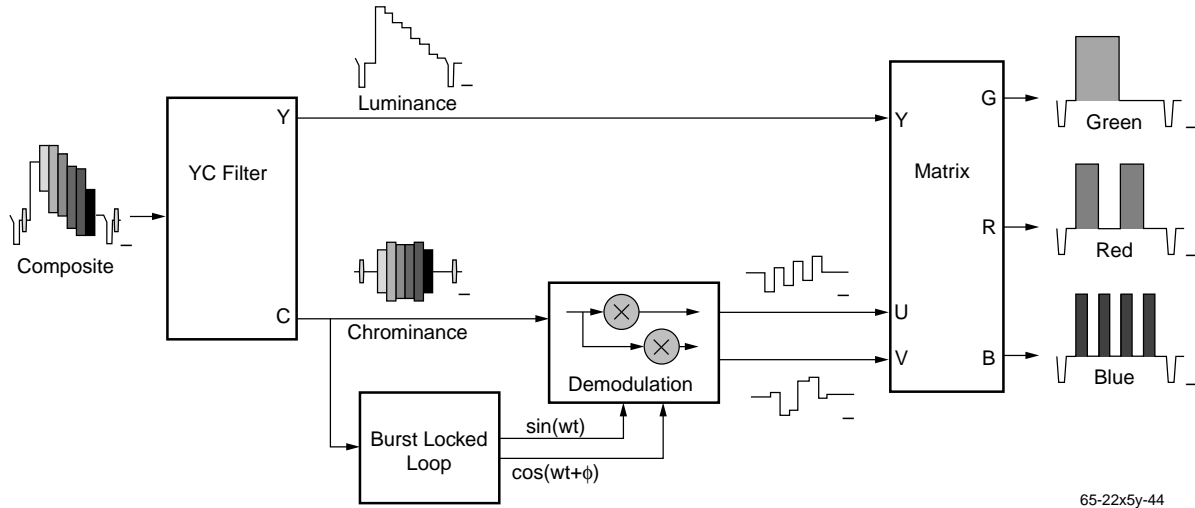 Luminance
Composite
YC Filter
Y
C
Chrominance
Burst Locked
Loop
sin(wt)
cos(wt+ϕ)
Demodulation
Matrix
Y
U
V
G
R
B
Green
Red
Blue
65-22x5y-44